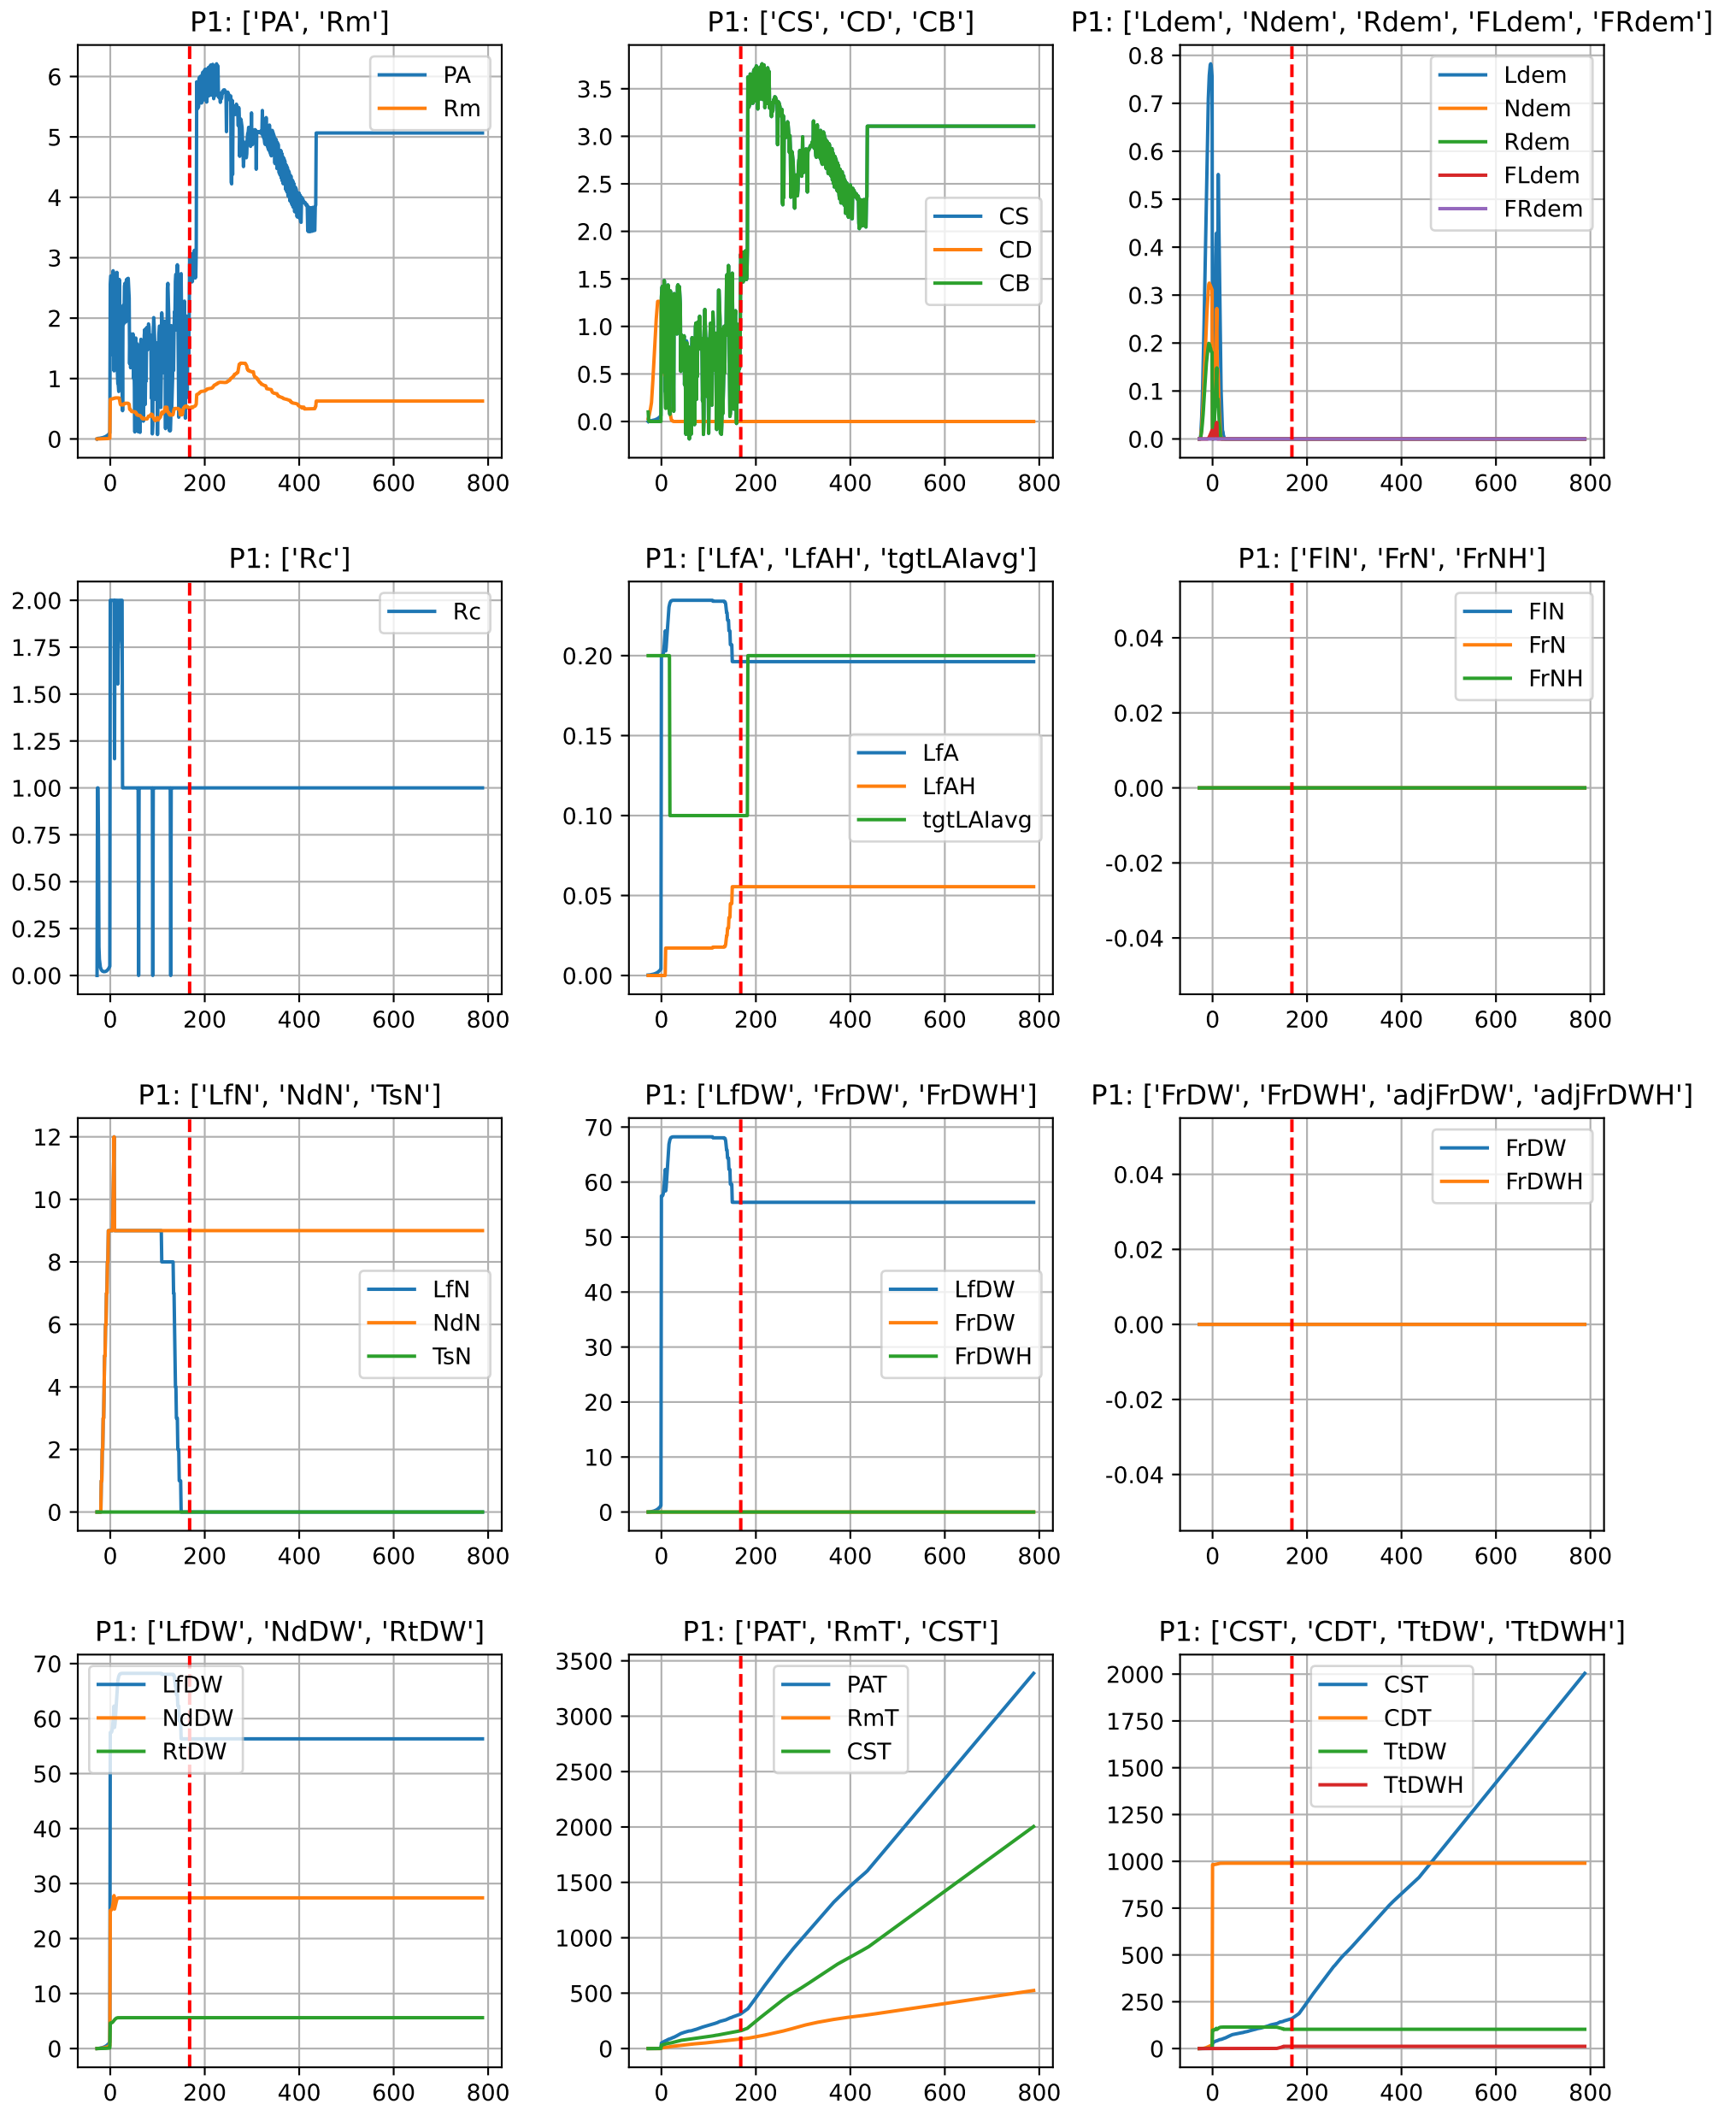 P1: ['PA', 'Rm']
6
5
4
3
2
1
0
PA
Rm
0 200 400 600 800
P1: ['CS', 'CD', 'CB']
3.5
3.0
2.5
2.0
1.5
1.0
0.5
0.0
CS
CD
CB
0 200 400 600 800
P1: ['Ldem', 'Ndem', 'Rdem', 'FLdem', 'FRdem']
0.8
0.7
0.6
0.5
0.4
0.3
0.2
0.1
0.0
Ldem
Ndem
Rdem
FLdem
FRdem
0 200 400 600 800
P1: ['Rc']
2.00
1.75
1.50
1.25
1.00
0.75
0.50
0.25
0.00
Rc
0 200 400 600 800
P1: ['LfA', 'LfAH', 'tgtLAIavg']
0.20
0.15
0.10
0.05
0.00
LfA
LfAH
tgtLAIavg
0 200 400 600 800
P1: ['FlN', 'FrN', 'FrNH']
0.04
0.02
0.00
-0.02
-0.04
FlN
FrN
FrNH
0 200 400 600 800
P1: ['LfN', 'NdN', 'TsN']
12
10
8
6
4
2
0
LfN
NdN
TsN
0 200 400 600 800
P1: ['LfDW', 'FrDW', 'FrDWH']
70
60
50
40
30
20
10
0
LfDW
FrDW
FrDWH
0 200 400 600 800
P1: ['FrDW', 'FrDWH', 'adjFrDW', 'adjFrDWH']
0.04
0.02
0.00
-0.02
-0.04
FrDW
FrDWH
0 200 400 600 800
P1: ['LfDW', 'NdDW', 'RtDW']
70
60
50
40
30
20
10
0
LfDW
NdDW
RtDW
0 200 400 600 800
P1: ['PAT', 'RmT', 'CST']
3500
3000
2500
2000
1500
1000
500
0
PAT
RmT
CST
0 200 400 600 800
P1: ['CST', 'CDT', 'TtDW', 'TtDWH']
2000
1750
1500
1250
1000
750
500
250
0
CST
CDT
TtDW
TtDWH
0 200 400 600 800